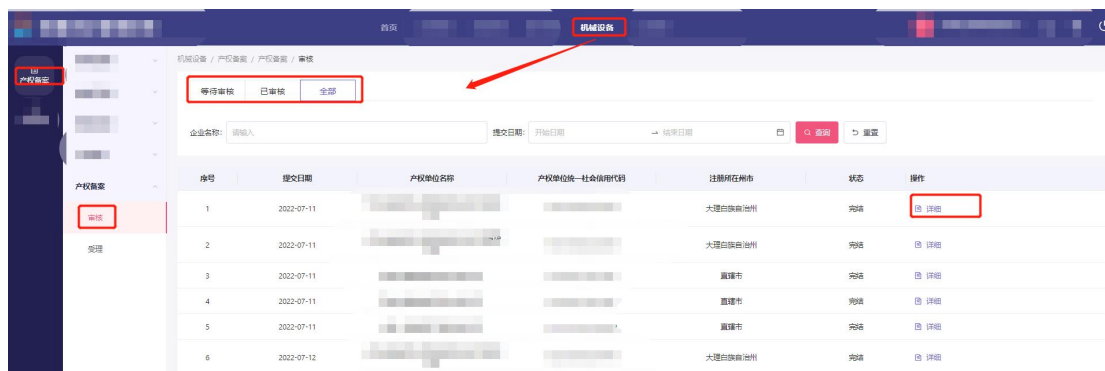 首页 机械设备
产权备案
机械设备 / 产权备案 / 产权备案 / 审核
等待审核 已审核 全部
企业名称: 请输入 提交日期: 开始日期 → 结束日期 查询 重置
产权备案
审核
受理
序号 提交日期 产权单位名称 产权单位统一社会信用代码 注册所在州市 状态 操作
1 2022-07-11 大理白族自治州 完结 详细
2 2022-07-11 大理白族自治州 完结 详细
3 2022-07-11 直辖市 完结 详细
4 2022-07-11 直辖市 完结 详细
5 2022-07-11 直辖市 完结 详细
6 2022-07-12 大理白族自治州 完结 详细